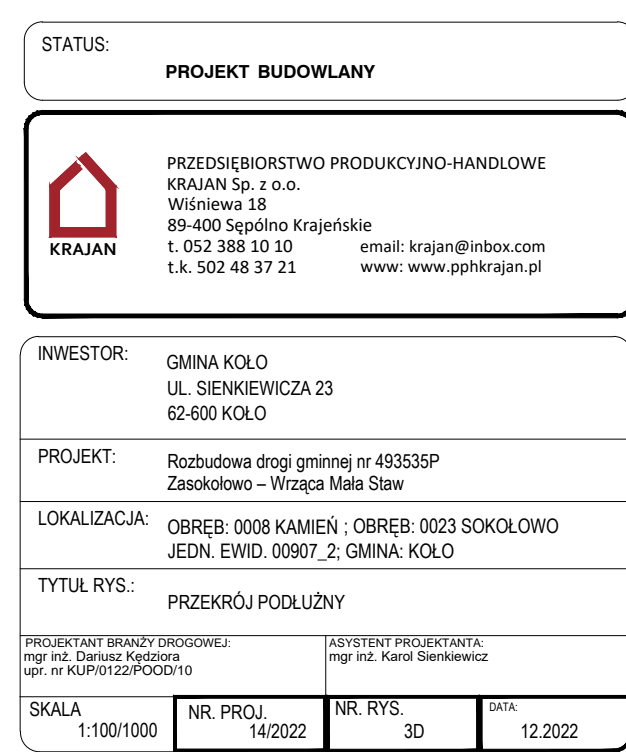 STATUS:
PROJEKT BUDOWLANY
KRAJAN
PRZEDSIĘBIORSTWO PRODUKCYJNO-HANDLOWE
KRAJAN Sp. z o.o.
Wiśniewa 18
89-400 Sępólno Krajeńskie
t. 052 388 10 10 email: krajan@inbox.com
t.k. 502 48 37 21 www: www.pphkrajan.pl
INWESTOR:
GMINA KOŁO
UL. SIENKIEWICZA 23
62-600 KOŁO
PROJEKT:
Rozbudowa drogi gminnej nr 493535P
Zasokołowo – Wrząca Mała Staw
LOKALIZACJA:
OBRĘB: 0008 KAMIEŃ ; OBRĘB: 0023 SOKOŁOWO
JEDN. EWID. 00907_2; GMINA: KOŁO
TYTUŁ RYS.:
PRZEKRÓJ PODŁUŻNY
PROJEKTANT BRANŻY DROGOWEJ:
mgr inż. Dariusz Kędziora
upr. nr KUP/0122/POOD/10
ASYSTENT PROJEKTANTA:
mgr inż. Karol Sienkiewicz
SKALA
1:100/1000
NR. PROJ.
14/2022
NR. RYS.
3D
DATA:
12.2022